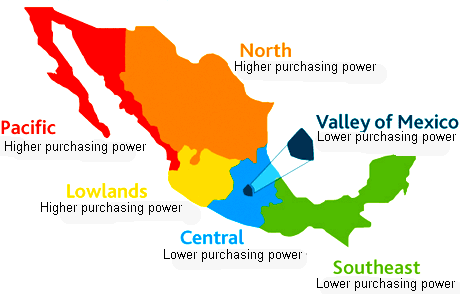 North
Higher purchasing power
Valley of Mexico
Lower purchasing power
Pacific
Higher purchasing power
Lowlands
Higher purchasing power
Central
Lower purchasing power
Southeast
Lower purchasing power